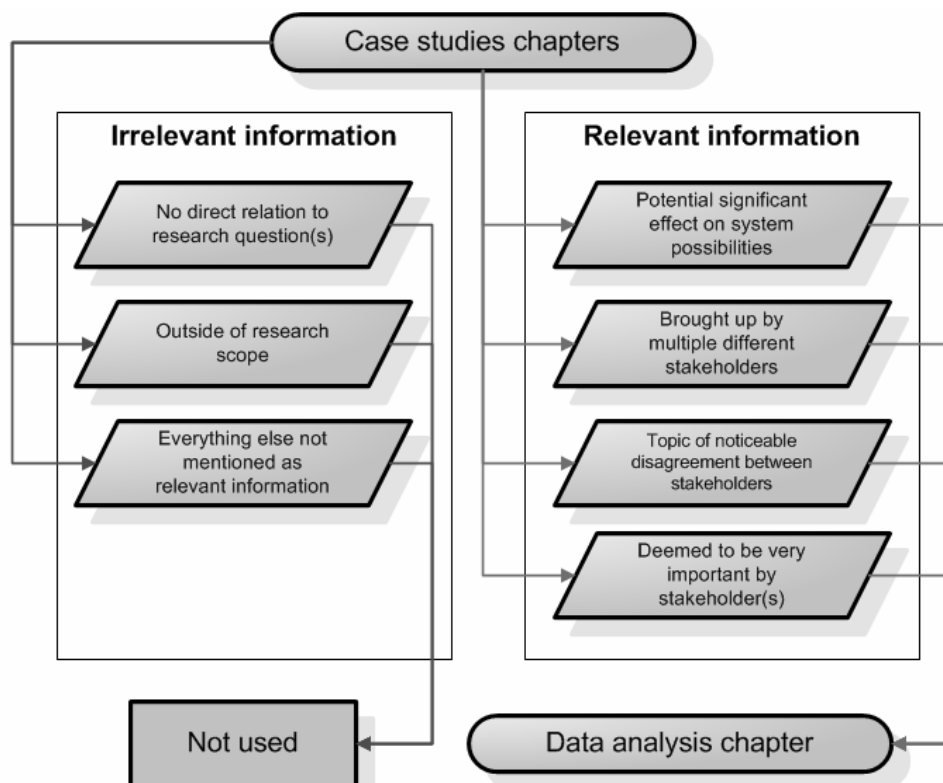 Case studies chapters
Irrelevant information
No direct relation to
research question(s)
Outside of research
scope
Everything else not
mentioned as
relevant information
Not used
Relevant information
Potential significant
effect on system
possibilities
Brought up by
multiple different
stakeholders
Topic of noticeable
disagreement between
stakeholders
Deemed to be very
important by
stakeholder(s)
Data analysis chapter